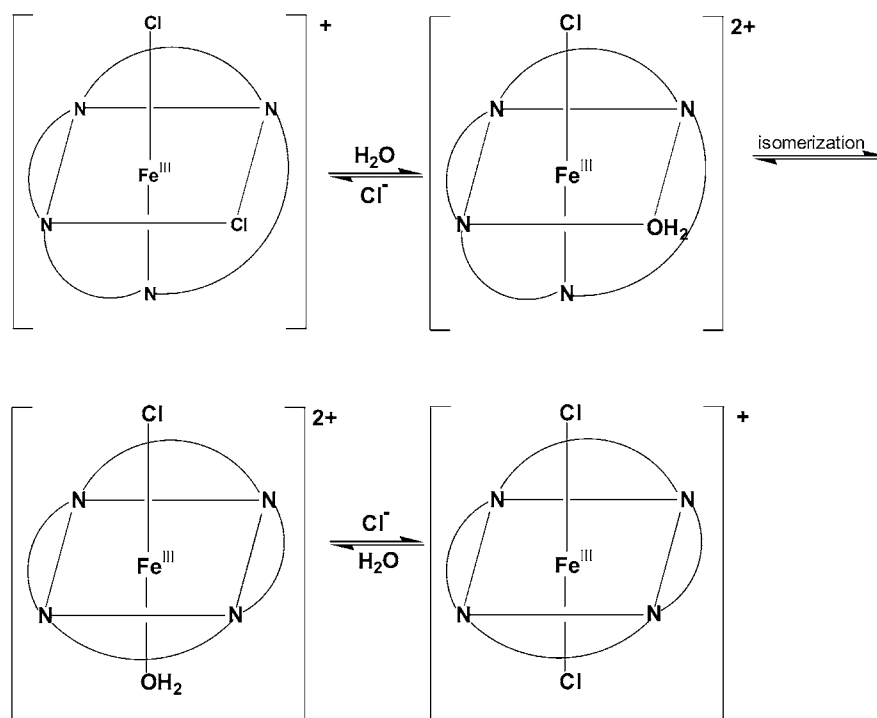 Cl + Cl 2+
N N N N
Fe^III H₂O Fe^III isomerization
Cl⁻
N Cl N OH₂
N N
Cl 2+ Cl +
N N N N
Fe^III Cl⁻ Fe^III
H₂O
N N N N
OH₂ Cl